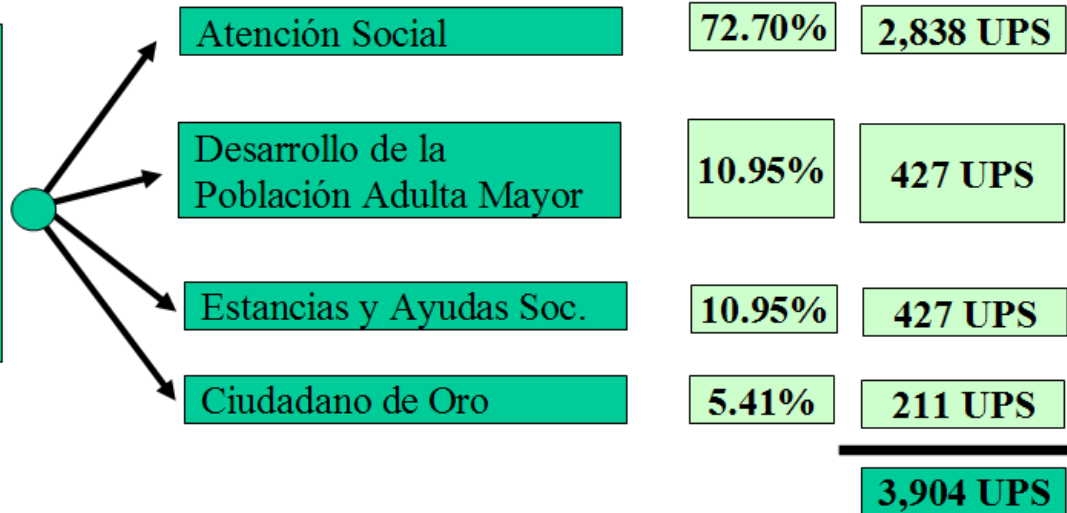 Atención Social 72.70% 2,838 UPS
Desarrollo de la
Población Adulta Mayor 10.95% 427 UPS
Estancias y Ayudas Soc. 10.95% 427 UPS
Ciudadano de Oro 5.41% 211 UPS
3,904 UPS